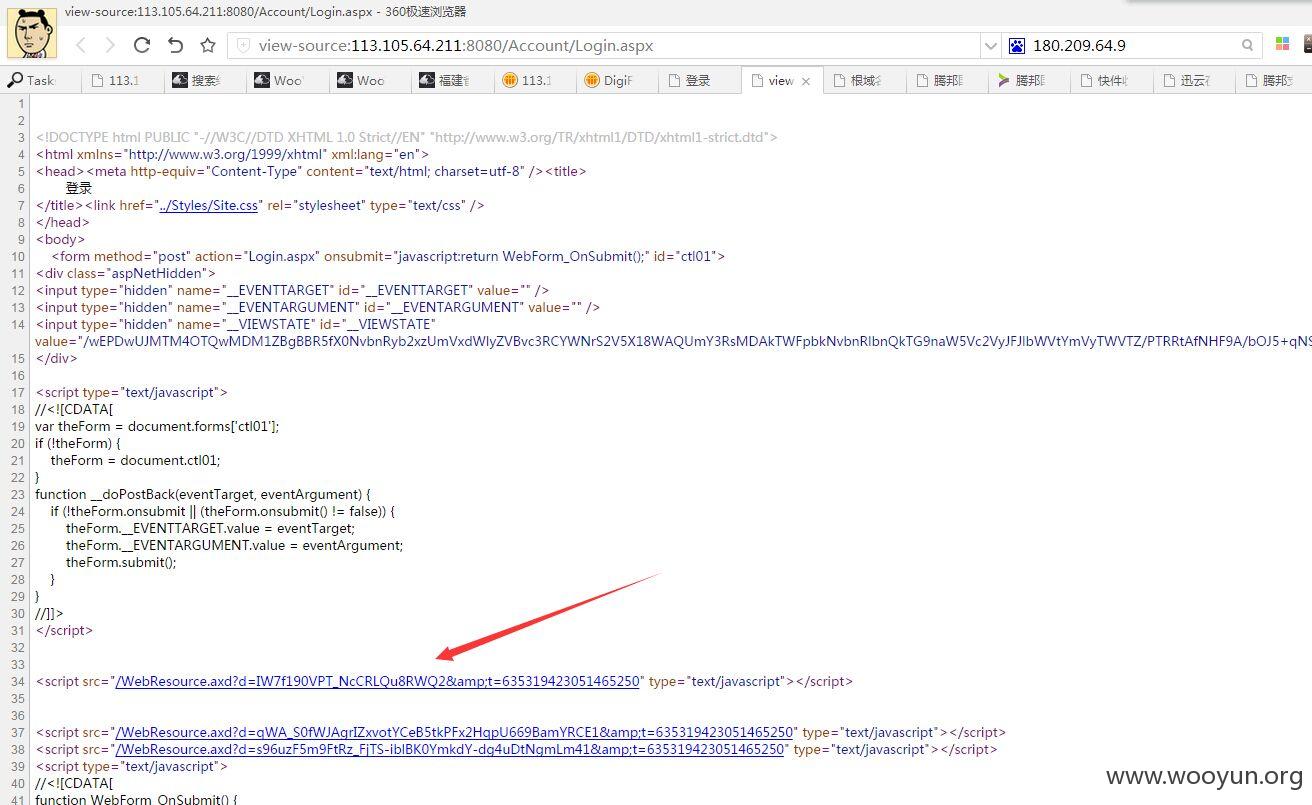 view-source:113.105.64.211:8080/Account/Login.aspx - 360极速浏览器
view-source:113.105.64.211:8080/Account/Login.aspx 180.209.64.9
Task 113.1 搜索 Woo Woo 福建 113.1 DigiF 登录 view 根域 腾邦 腾邦 快件 迅云 腾邦
1
2
3 <!DOCTYPE html PUBLIC "-//W3C//DTD XHTML 1.0 Strict//EN" "http://www.w3.org/TR/xhtml1/DTD/xhtml1-strict.dtd">
4 <html xmlns="http://www.w3.org/1999/xhtml" xml:lang="en">
5 <head><meta http-equiv="Content-Type" content="text/html; charset=utf-8" /><title>
6 登录
7 </title><link href="../Styles/Site.css" rel="stylesheet" type="text/css" />
8 </head>
9 <body>
10 <form method="post" action="Login.aspx" onsubmit="javascript:return WebForm_OnSubmit();" id="ctl01">
11 <div class="aspNetHidden">
12 <input type="hidden" name="__EVENTTARGET" id="__EVENTTARGET" value="" />
13 <input type="hidden" name="__EVENTARGUMENT" id="__EVENTARGUMENT" value="" />
14 <input type="hidden" name="__VIEWSTATE" id="__VIEWSTATE"
15 </div>
16
17 <script type="text/javascript">
18 //<![CDATA[
19 var theForm = document.forms['ctl01'];
20 if (!theForm) {
21 theForm = document.ctl01;
22 }
23 function __doPostBack(eventTarget, eventArgument) {
24 if (!theForm.onsubmit || (theForm.onsubmit() != false)) {
25 theForm.__EVENTTARGET.value = eventTarget;
26 theForm.__EVENTARGUMENT.value = eventArgument;
27 theForm.submit();
28 }
29 }
30 //]]>
31 </script>
32
33
34 <script src="/WebResource.axd?d=IW7f190VPT_NcCRLQu8RWQ2&amp;t=635319423051465250" type="text/javascript"></script>
35
36
37 <script src="/WebResource.axd?d=qWA_S0fWJAgrIZxvotYCeB5tkPFx2HqpU669BamYRCE1&amp;t=635319423051465250" type="text/javascript"></script>
38 <script src="/WebResource.axd?d=s96uzF5m9FtRz_FjTS-iblBK0YmkdY-dg4uDtNgmLm41&amp;t=635319423051465250" type="text/javascript"></script>
39 <script type="text/javascript">
40 //<![CDATA[
41 function WebForm_OnSubmit() {
www.wooyun.org